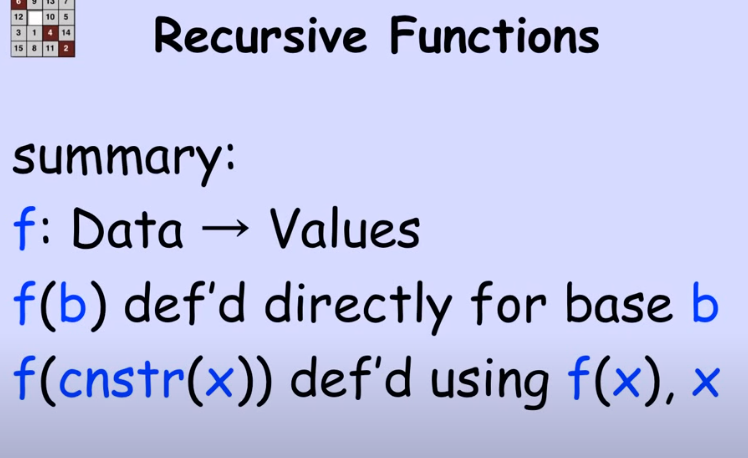 6 9 13 7
12 10 5
3 1 4 14
15 8 11 2
Recursive Functions
summary:
f: Data → Values
f(b) def'd directly for base b
f(cnstr(x)) def'd using f(x), x